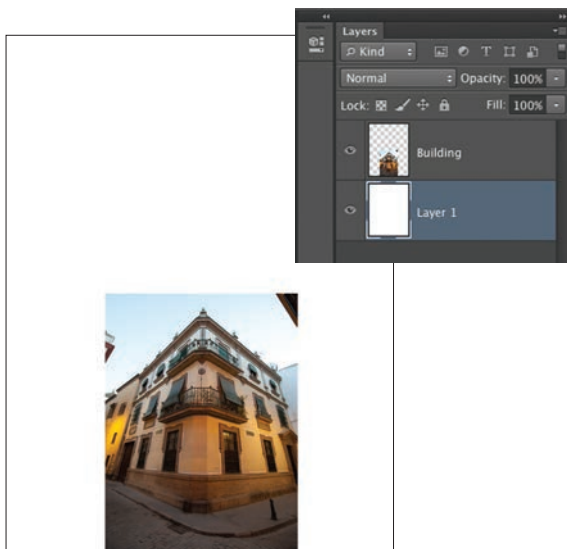 Layers
Kind
T
Normal Opacity: 100%
Lock: Fill: 100%
Building
Layer 1